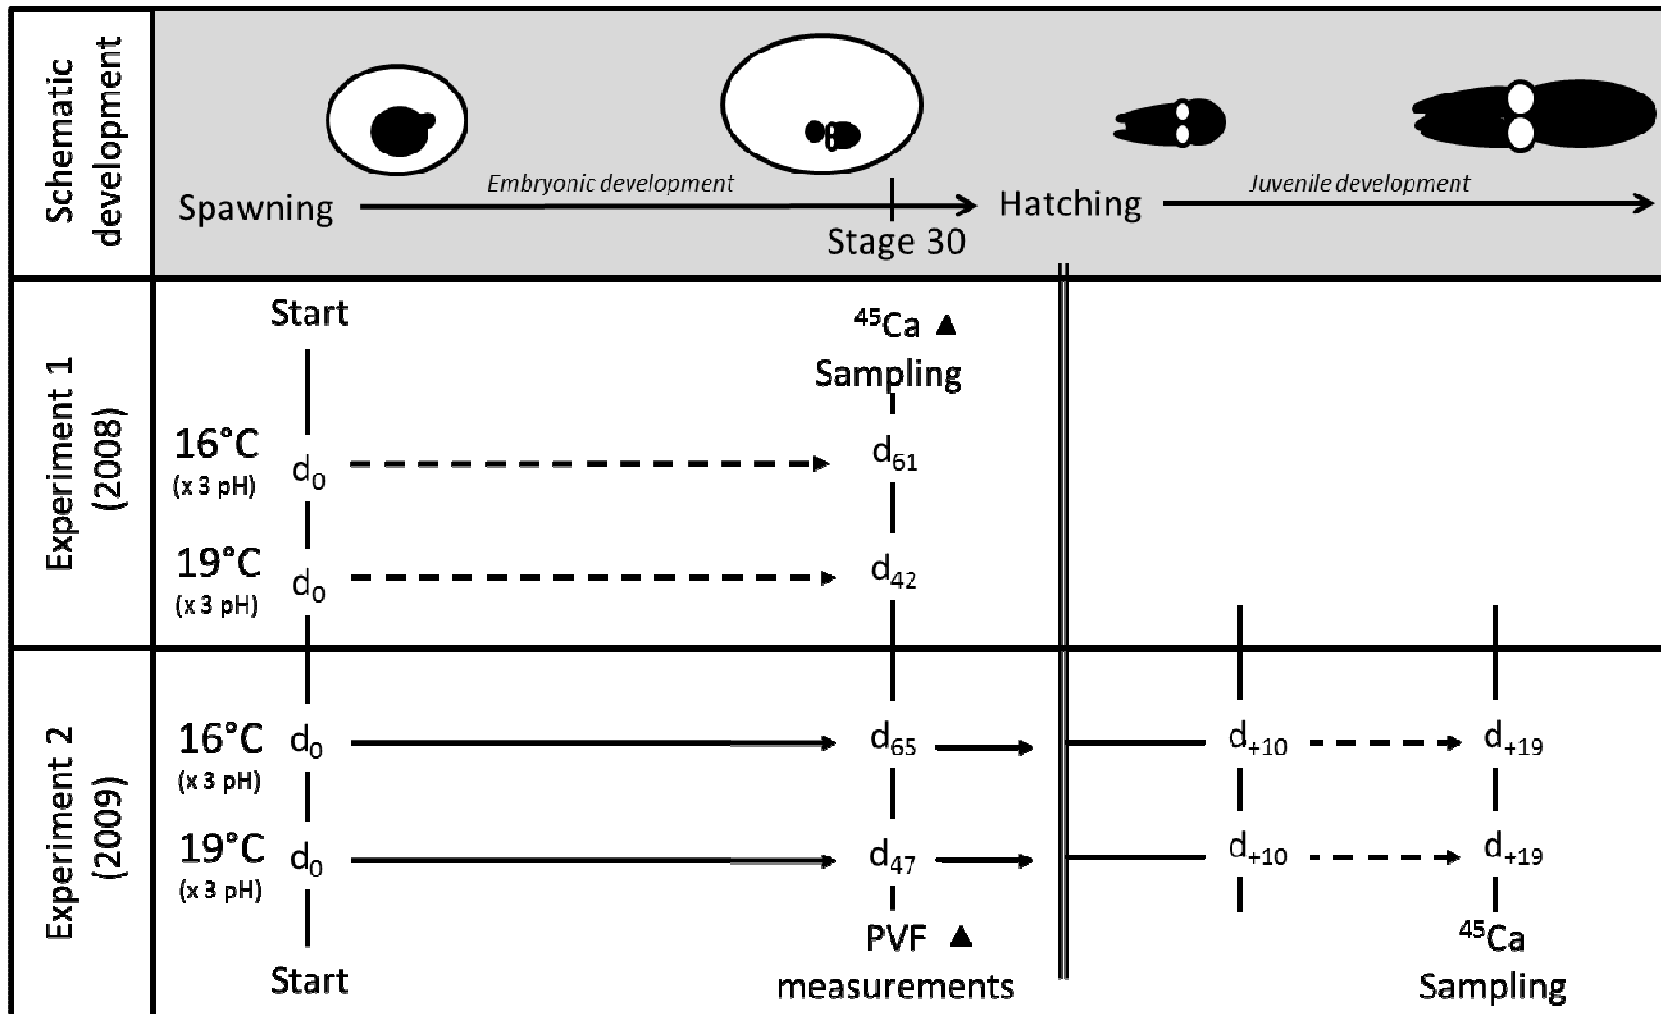 Schematic
development
Spawning
Embryonic development
Stage 30
Hatching
Juvenile development
Experiment 1
(2008)
Start
⁴⁵Ca ▲
Sampling
16°C
(x 3 pH)
d₀
d₆₁
19°C
(x 3 pH)
d₀
d₄₂
Experiment 2
(2009)
16°C
(x 3 pH)
d₀
d₆₅
d₊₁₀
d₊₁₉
19°C
(x 3 pH)
d₀
d₄₇
d₊₁₀
d₊₁₉
Start
PVF ▲
measurements
⁴⁵Ca
Sampling